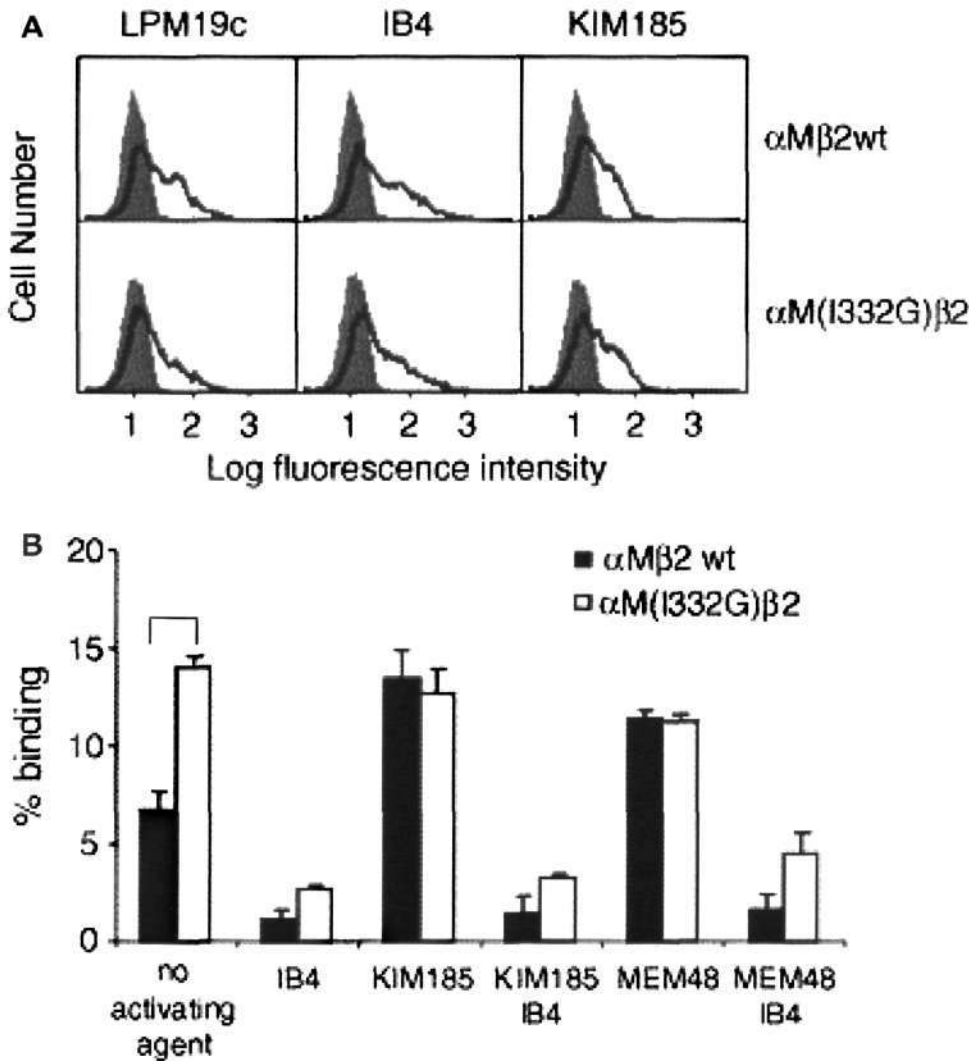 A
LPM19c IB4 KIM185
Cell Number
αMβ2wt
αM(I332G)β2
1 2 3 1 2 3 1 2 3
Log fluorescence intensity
B
% binding
20
15
10
5
0
αMβ2 wt
αM(I332G)β2
no activating agent
IB4
KIM185
KIM185 IB4
MEM48
MEM48 IB4